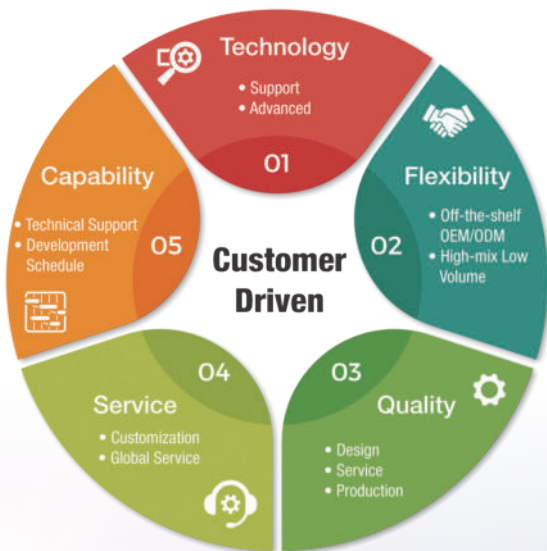 Technology
• Support
• Advanced
01
Flexibility
• Off-the-shelf
OEM/ODM
• High-mix Low
Volume
02
Quality
• Design
• Service
• Production
03
Service
• Customization
• Global Service
04
Capability
• Technical Support
• Development
Schedule
05
Customer
Driven